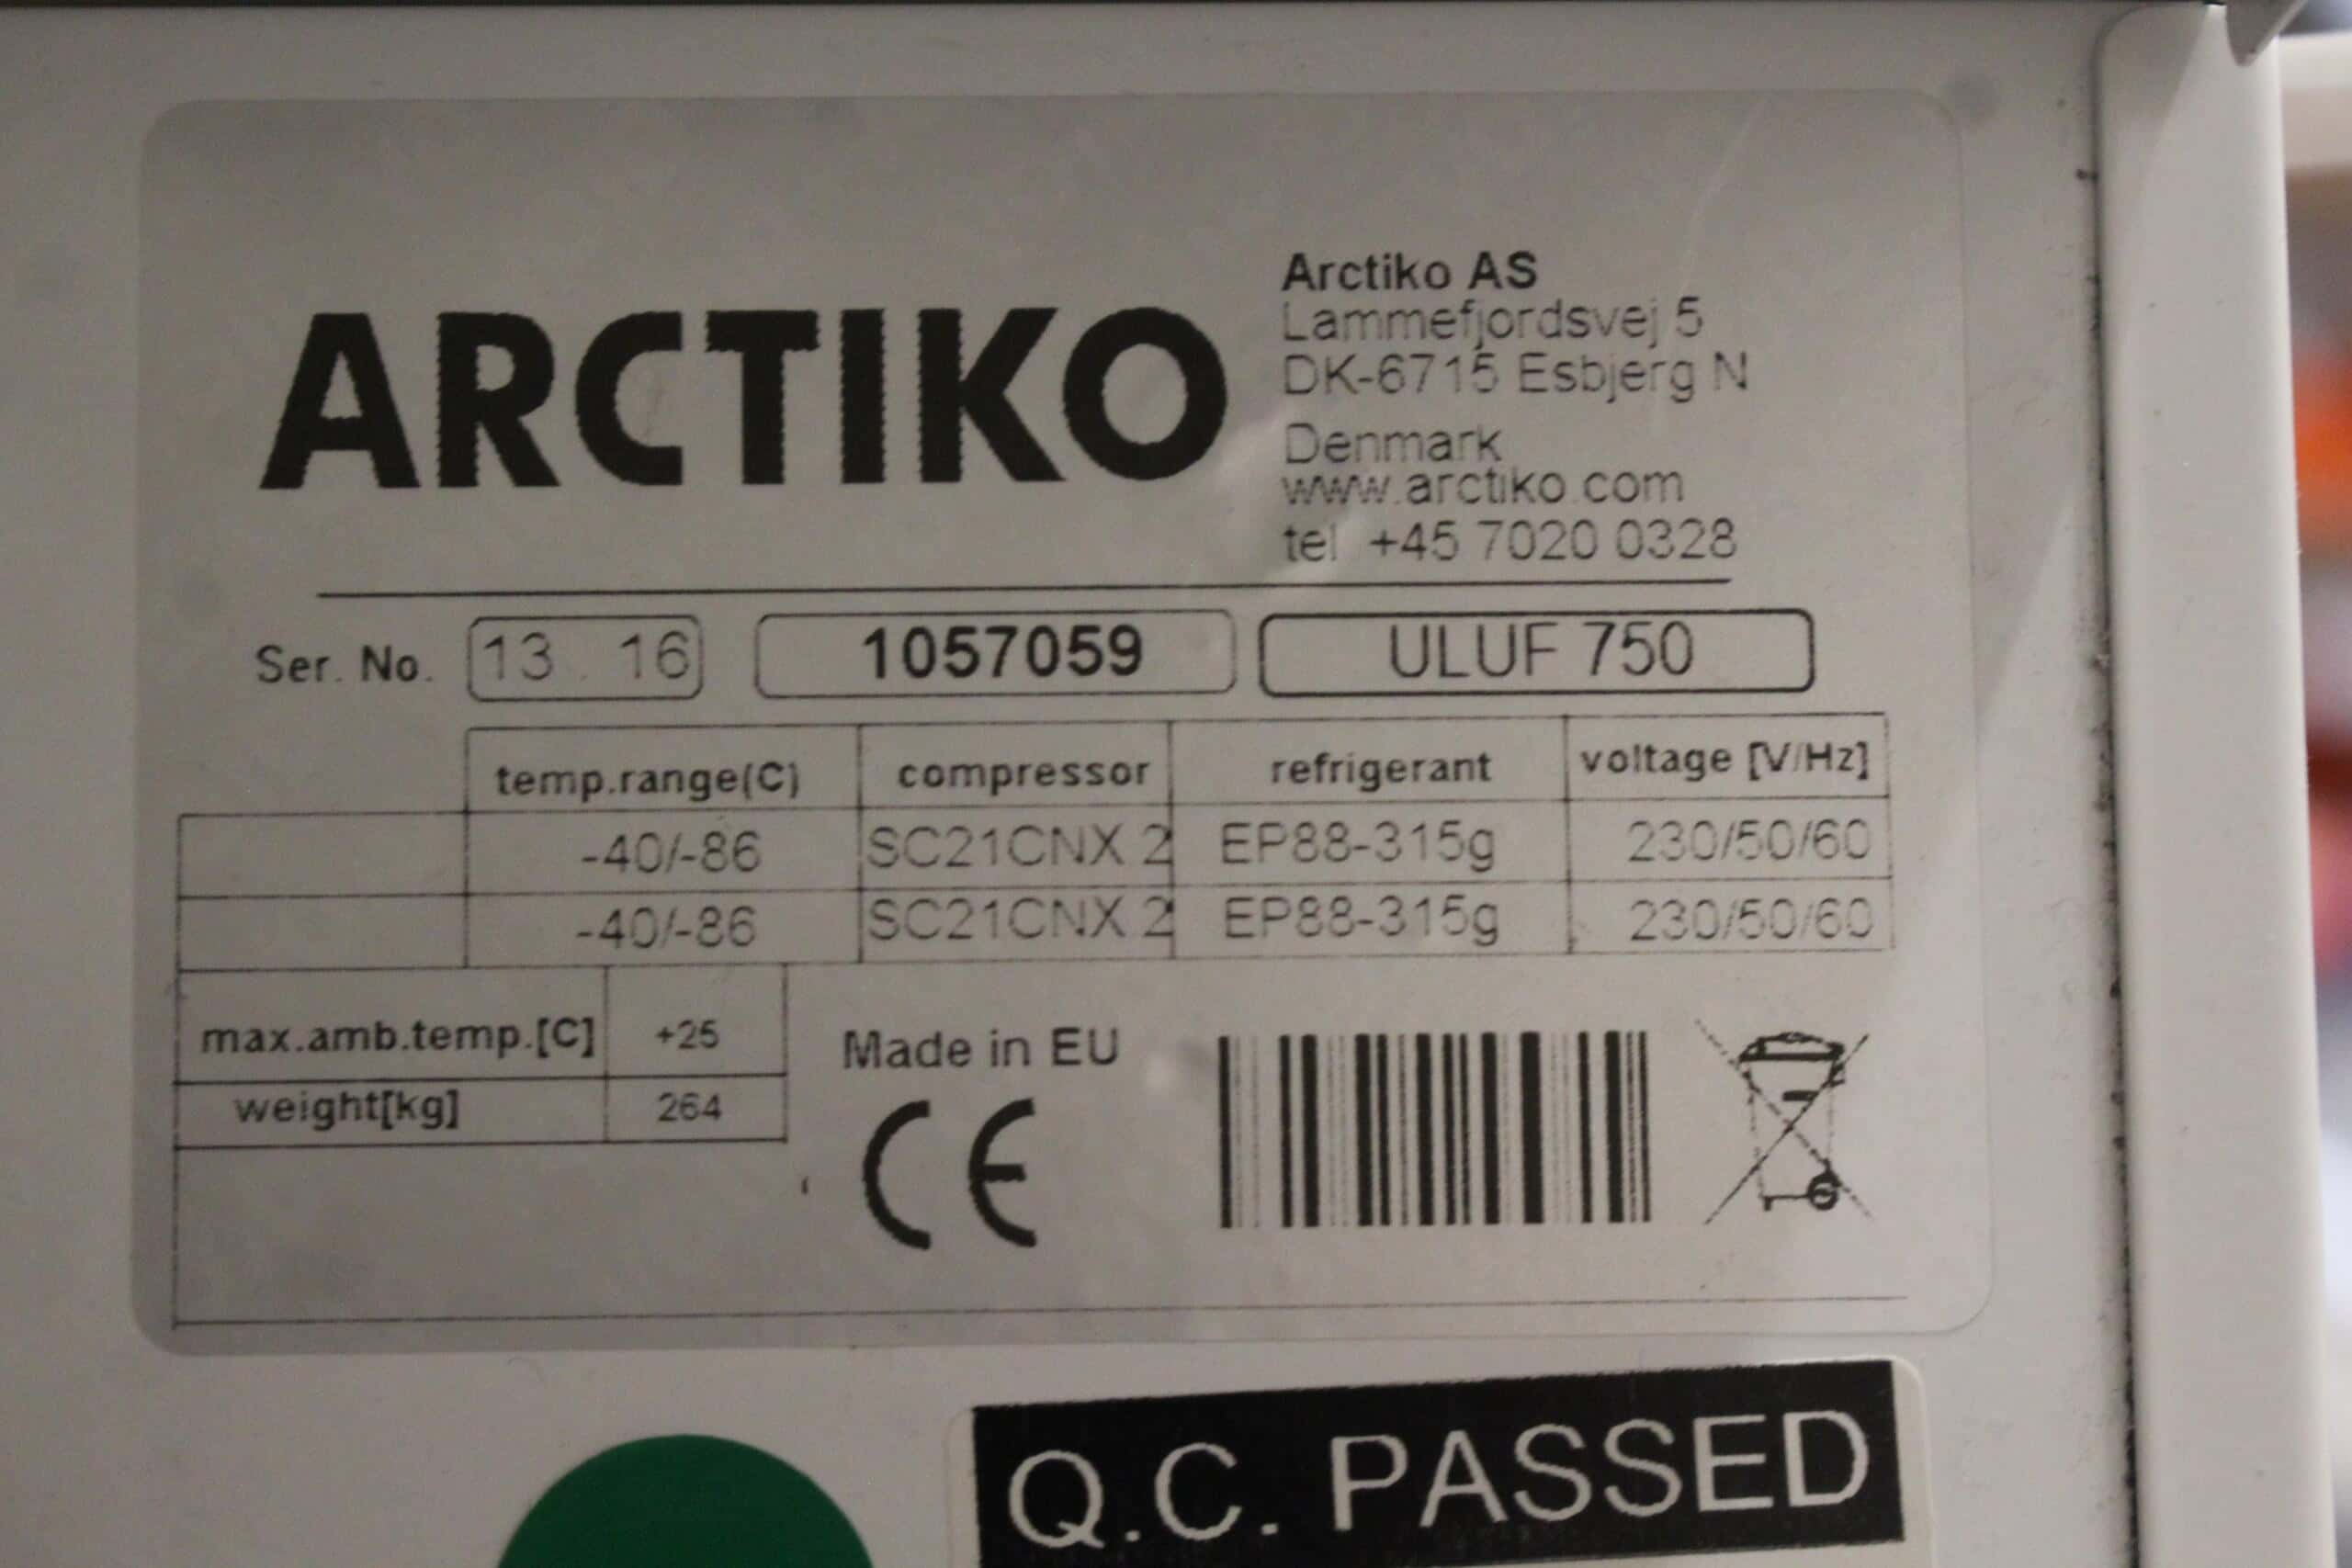 ARCTIKO
Arctiko AS
Lammefjordsvej 5
DK-6715 Esbjerg N
Denmark
www.arctiko.com
tel +45 7020 0328
Ser. No. 13 . 16 1057059 ULUF 750
temp.range(C) compressor refrigerant voltage [V/Hz]
-40/-86 SC21CNX 2 EP88-315g 230/50/60
-40/-86 SC21CNX 2 EP88-315g 230/50/60
max.amb.temp.[C] +25
weight[kg] 264
Made in EU
CE
Q.C. PASSED